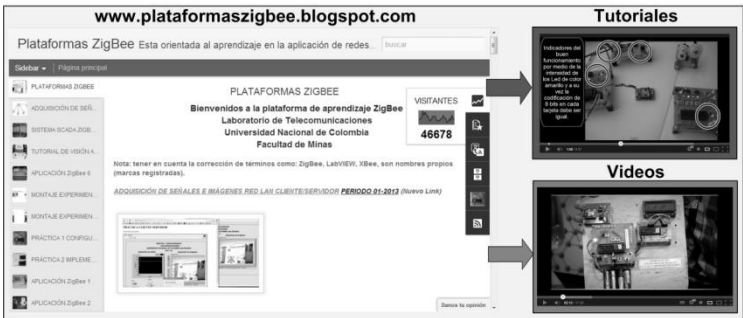 www.plataformaszigbee.blogspot.com
Tutoriales
Plataformas ZigBee Esta orientada al aprendizaje en la aplicación de redes...
buscar
Sidebar
Página principal
PLATAFORMAS ZIGBEE
ADQUISICIÓN DE SEÑ...
SISTEMA SCADA ZIGB...
TUTORIAL DE VISIÓN A...
APLICACIÓN ZigBee 6
MONTAJE EXPERIMEN...
MONTAJE EXPERIMEN...
PRÁCTICA 1 CONFIGU...
PRÁCTICA 2 IMPLEME...
APLICACIÓN ZigBee 1
APLICACIÓN ZigBee 2
PLATAFORMAS ZIGBEE
Bienvenidos a la plataforma de aprendizaje ZigBee
Laboratorio de Telecomunicaciones
Universidad Nacional de Colombia
Facultad de Minas
VISITANTES
46678
Nota: tener en cuenta la corrección de términos como: ZigBee, LabVIEW, XBee, son nombres propios
(marcas registradas).
ADQUISICIÓN DE SEÑALES E IMÁGENES RED LAN CLIENTE/SERVIDOR PERIODO 01-2013 (Nuevo Link)
Danos tu opinión
Indicadores del
buen
funcionamiento
por medio de la
intensidad de
los Led de color
amarillo y a su
vez la
codificación de
8 bits en cada
tarjeta debe ser
igual.
Videos